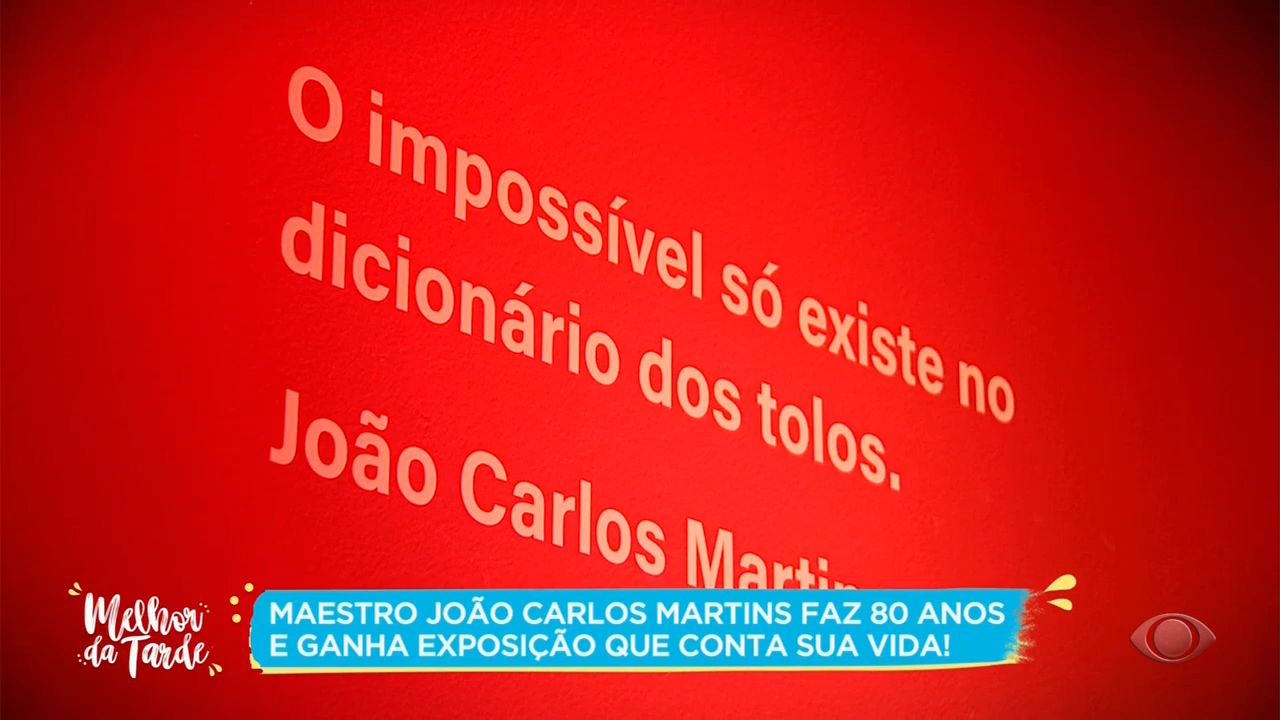 O impossível só existe no
dicionário dos tolos.
João Carlos
Melhor
da Tarde
MAESTRO JOÃO CARLOS MARTINS FAZ 80 ANOS
E GANHA EXPOSIÇÃO QUE CONTA SUA VIDA!